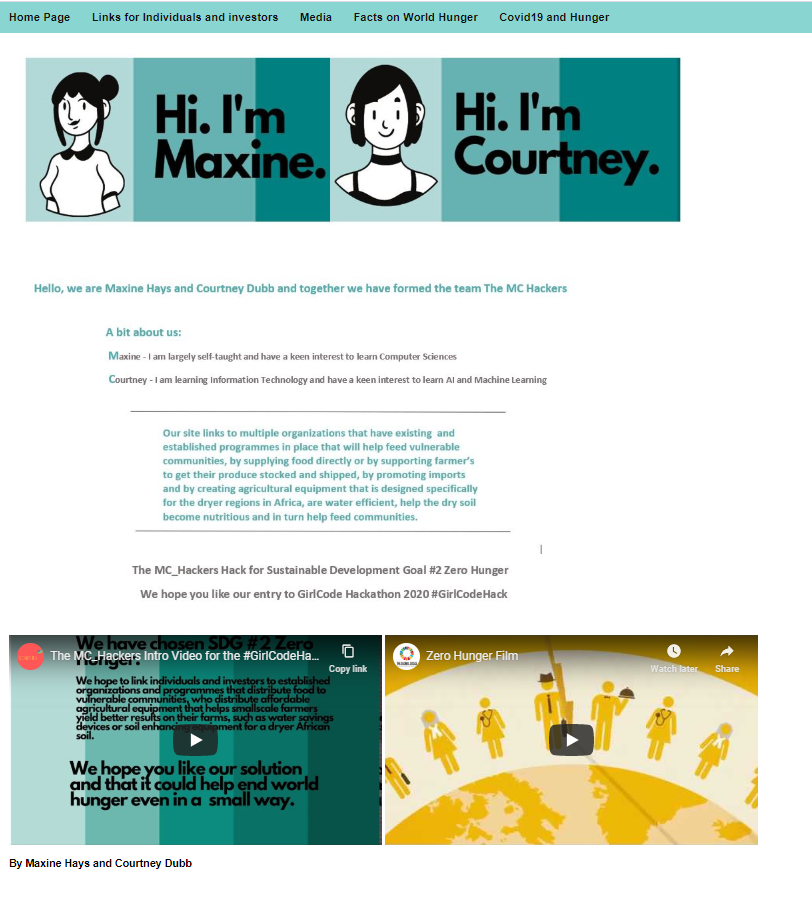 Home Page Links for Individuals and investors Media Facts on World Hunger Covid19 and Hunger
Hi. I'm
Maxine.
Hi. I'm
Courtney.
Hello, we are Maxine Hays and Courtney Dubb and together we have formed the team The MC Hackers
A bit about us:
Maxine - I am largely self-taught and have a keen interest to learn Computer Sciences
Courtney - I am learning Information Technology and have a keen interest to learn AI and Machine Learning
Our site links to multiple organizations that have existing and
established programmes in place that will help feed vulnerable
communities, by supplying food directly or by supporting farmer's
to get their produce stocked and shipped, by promoting imports
and by creating agricultural equipment that is designed specifically
for the dryer regions in Africa, are water efficient, help the dry soil
become nutritious and in turn help feed communities.
The MC_Hackers Hack for Sustainable Development Goal #2 Zero Hunger
We hope you like our entry to GirlCode Hackathon 2020 #GirlCodeHack
We have chosen SDG #2 Zero
Hunger.
The MC_Hackers Intro Video for the #GirlCodeHa...
Copy link
We hope to link individuals and investors to established
organizations and programmes that distribute food to
vulnerable communities, who distribute affordable
agricultural equipment that helps smallscale farmers
yield better results on their farms, such as water savings
devices or soil enhancing equipment for a dryer African
soil.
We hope you like our solution
and that it could help end world
hunger even in a small way.
Zero Hunger Film
Watch later
Share
By Maxine Hays and Courtney Dubb